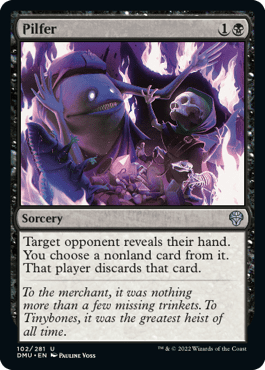 Pilfer 1
Sorcery
Target opponent reveals their hand.
You choose a nonland card from it.
That player discards that card.
To the merchant, it was nothing
more than a few missing trinkets. To
Tinybones, it was the greatest heist of
all time.
102/281 U
DMU • EN Pauline Voss ™ & © 2022 Wizards of the Coast